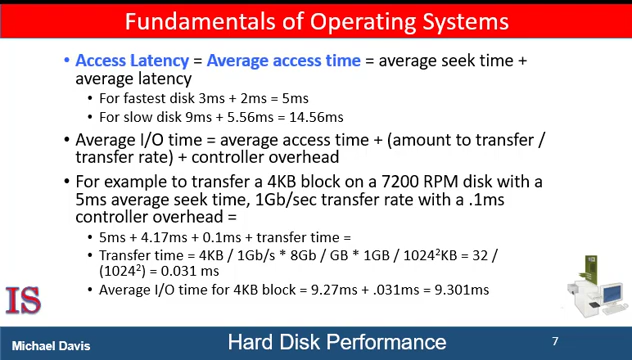 Fundamentals of Operating Systems
• Access Latency = Average access time = average seek time +
average latency
• For fastest disk 3ms + 2ms = 5ms
• For slow disk 9ms + 5.56ms = 14.56ms
• Average I/O time = average access time + (amount to transfer /
transfer rate) + controller overhead
• For example to transfer a 4KB block on a 7200 RPM disk with a
5ms average seek time, 1Gb/sec transfer rate with a .1ms
controller overhead =
• 5ms + 4.17ms + 0.1ms + transfer time =
• Transfer time = 4KB / 1Gb/s * 8Gb / GB * 1GB / 1024²KB = 32 /
(1024²) = 0.031 ms
• Average I/O time for 4KB block = 9.27ms + .031ms = 9.301ms
IS
Michael Davis
Hard Disk Performance
7